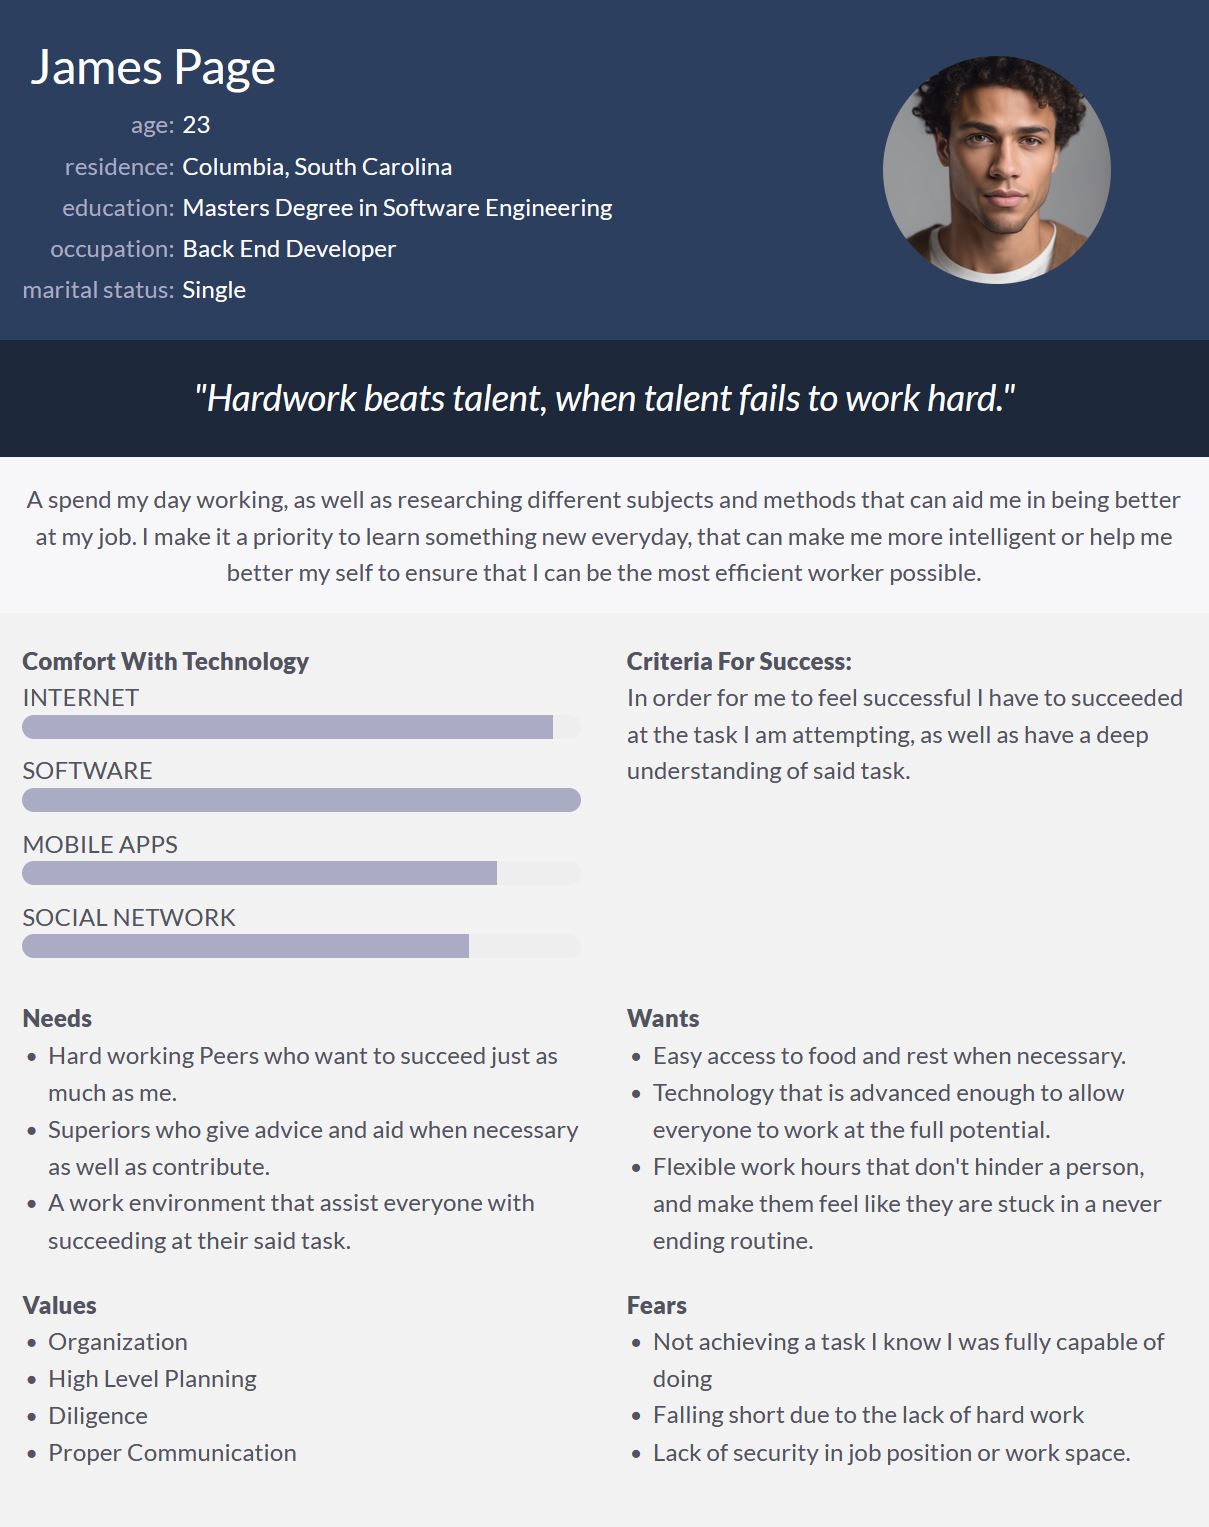 James Page
age: 23
residence: Columbia, South Carolina
education: Masters Degree in Software Engineering
occupation: Back End Developer
marital status: Single
"Hardwork beats talent, when talent fails to work hard."
A spend my day working, as well as researching different subjects and methods that can aid me in being better
at my job. I make it a priority to learn something new everyday, that can make me more intelligent or help me
better my self to ensure that I can be the most efficient worker possible.
Comfort With Technology
INTERNET
SOFTWARE
MOBILE APPS
SOCIAL NETWORK
Criteria For Success:
In order for me to feel successful I have to succeeded
at the task I am attempting, as well as have a deep
understanding of said task.
Needs
• Hard working Peers who want to succeed just as
much as me.
• Superiors who give advice and aid when necessary
as well as contribute.
• A work environment that assist everyone with
succeeding at their said task.
Wants
• Easy access to food and rest when necessary.
• Technology that is advanced enough to allow
everyone to work at the full potential.
• Flexible work hours that don't hinder a person,
and make them feel like they are stuck in a never
ending routine.
Values
• Organization
• High Level Planning
• Diligence
• Proper Communication
Fears
• Not achieving a task I know I was fully capable of
doing
• Falling short due to the lack of hard work
• Lack of security in job position or work space.